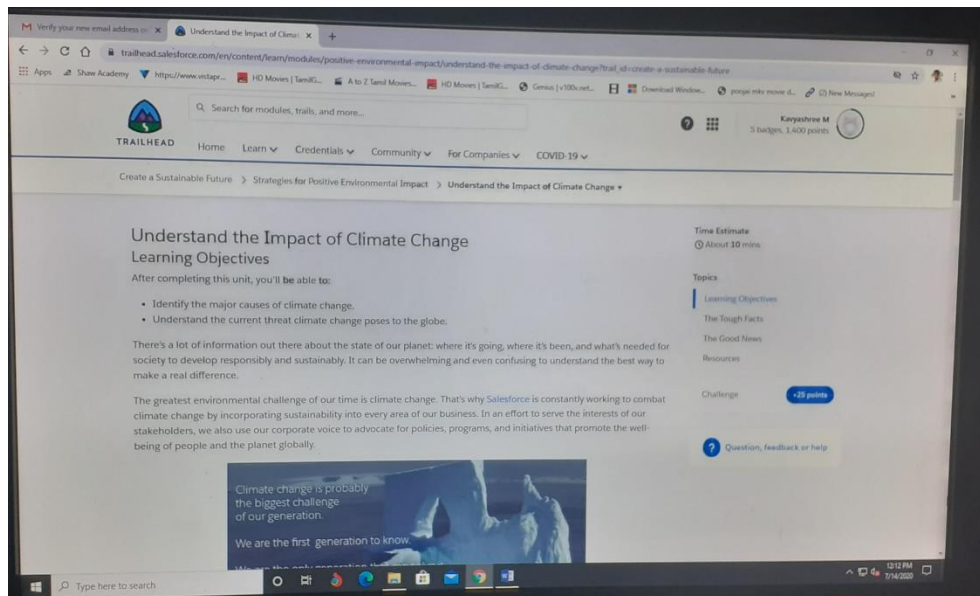 Verify your new email address o
Understand the Impact of Climat
trailhead.salesforce.com/en/content/learn/modules/positive-environmental-impact/understand-the-impact-of-climate-change?trail_id=create-a-sustainable-future
Apps
Shaw Academy
https://www.vstapr...
HD Movies | TamilG...
A to Z Tamil Movies...
HD Movies | TamilG...
Genius | v100v.net...
Download Window...
poojai mkv movie d...
(2) New Messages!
Search for modules, trails, and more...
Kavyashree M
5 badges, 1,400 points
TRAILHEAD
Home Learn Credentials Community For Companies COVID-19
Create a Sustainable Future > Strategies for Positive Environmental Impact > Understand the Impact of Climate Change
Understand the Impact of Climate Change
Learning Objectives
After completing this unit, you'll be able to:
• Identify the major causes of climate change.
• Understand the current threat climate change poses to the globe.
There's a lot of information out there about the state of our planet: where it's going, where it's been, and what's needed for
society to develop responsibly and sustainably. It can be overwhelming and even confusing to understand the best way to
make a real difference.
The greatest environmental challenge of our time is climate change. That's why Salesforce is constantly working to combat
climate change by incorporating sustainability into every area of our business. In an effort to serve the interests of our
stakeholders, we also use our corporate voice to advocate for policies, programs, and initiatives that promote the well-
being of people and the planet globally.
Climate change is probably
the biggest challenge
of our generation.
We are the first generation to know.
Time Estimate
About 10 mins
Topics
Learning Objectives
The Tough Facts
The Good News
Resources
Challenge
+25 points
Question, feedback or help
Type here to search
12:12 PM
7/14/2020